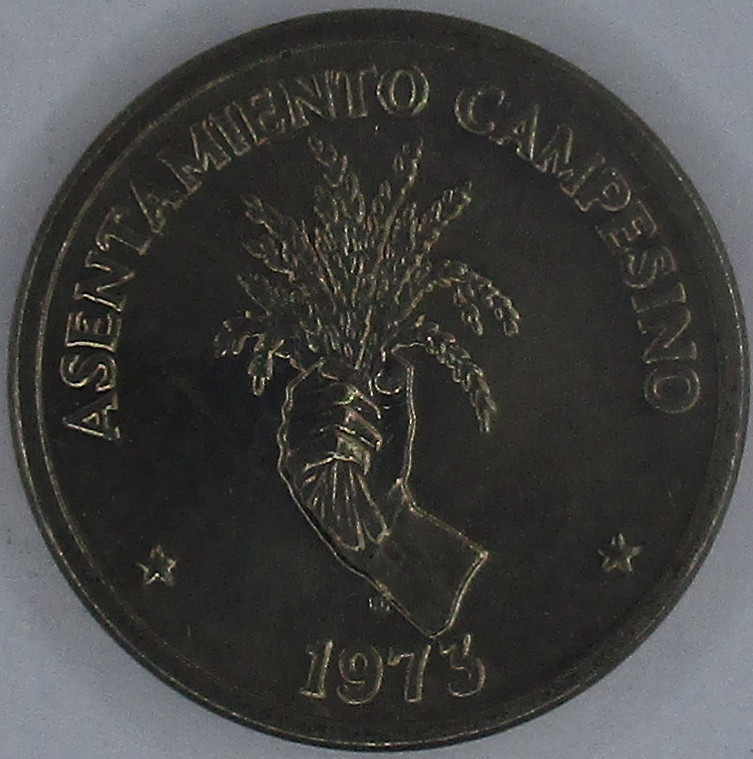 ASENTAMIENTO CAMPESINO
1973